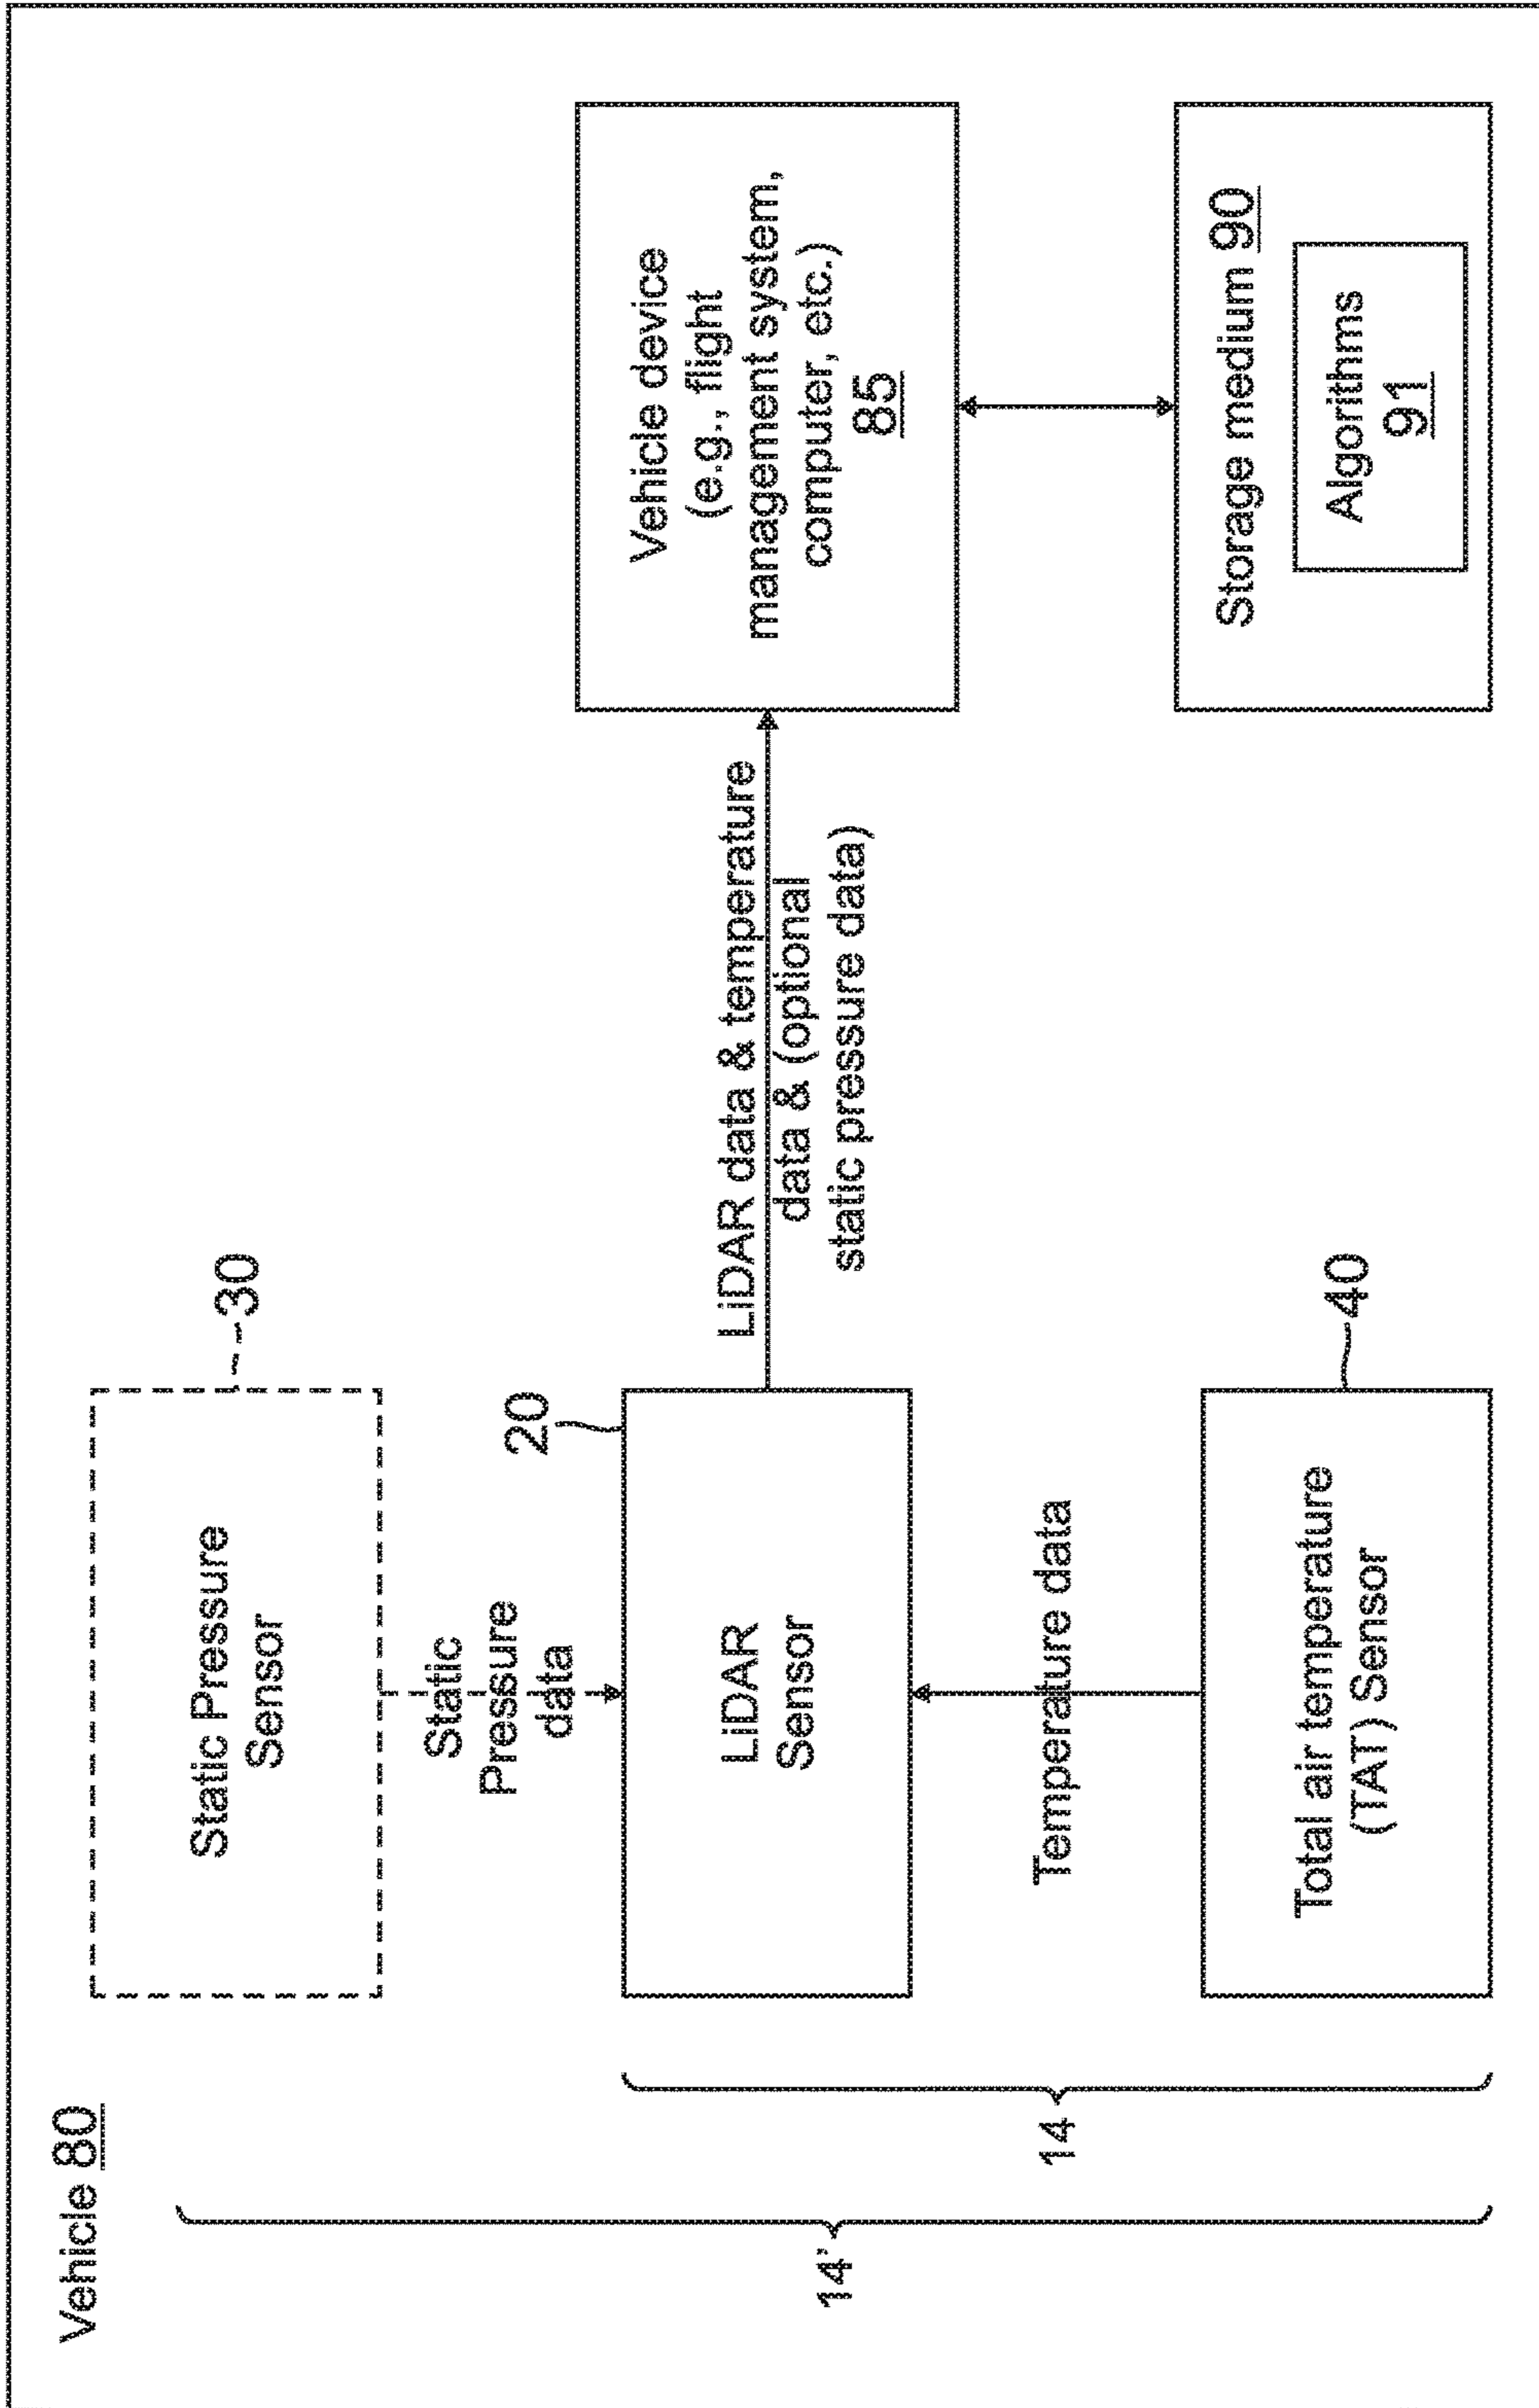 Vehicle 80
14'
14
Static Pressure
Sensor
30
Static
Pressure
data
20
LiDAR
Sensor
Temperature data
Total air temperature
(TAT) Sensor
40
LiDAR data & temperature
data & (optional
static pressure data)
Vehicle device
(e.g., flight
management system,
computer, etc.)
85
Storage medium 90
Algorithms
91